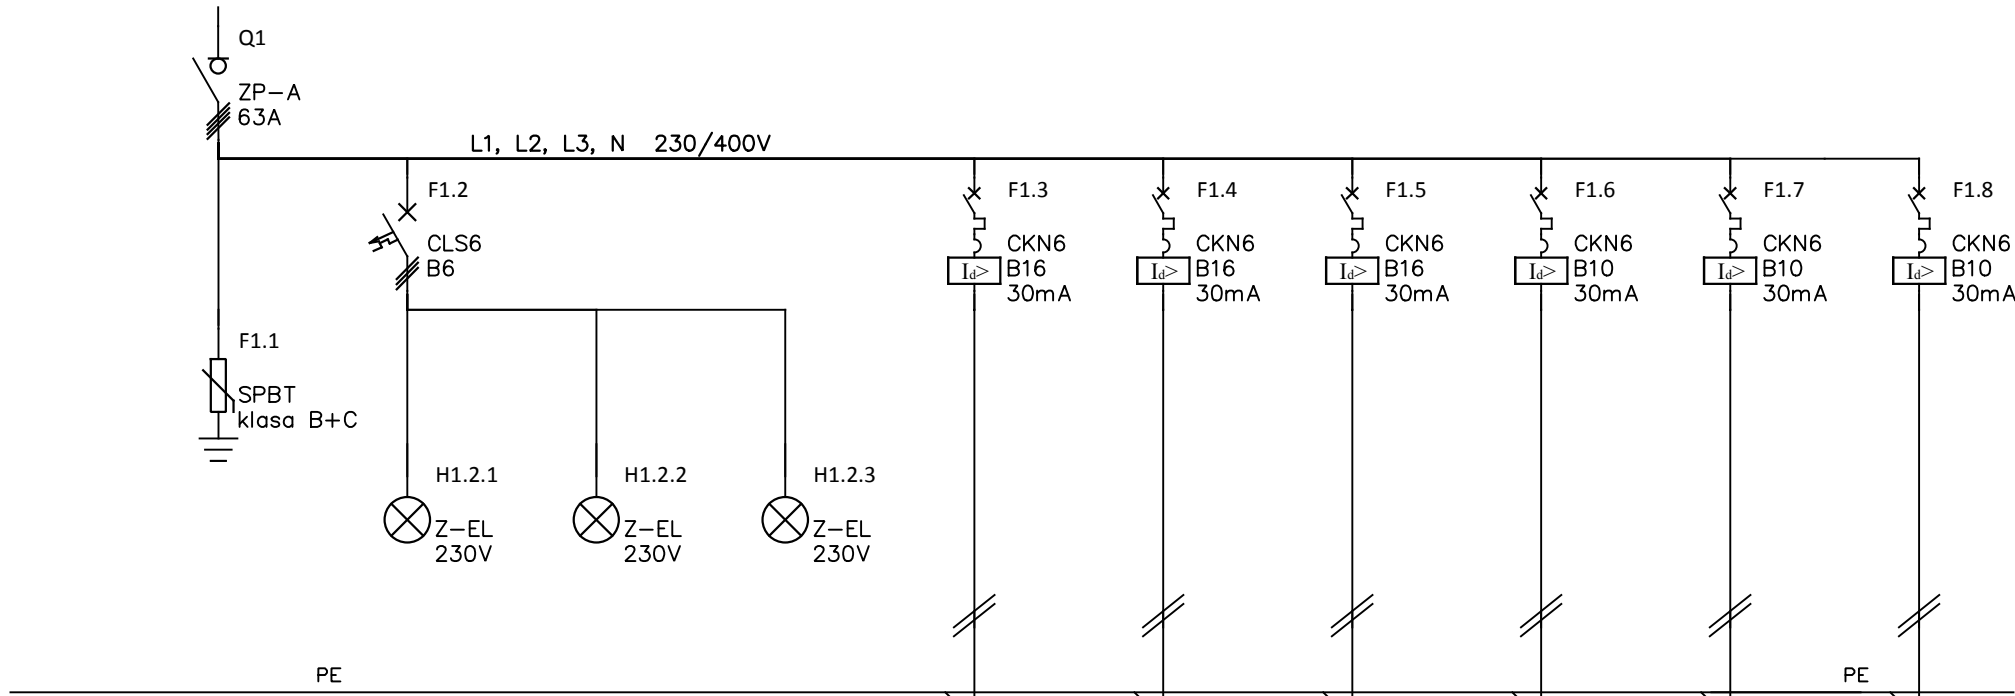 Q1
ZP-A
63A
L1, L2, L3, N 230/400V
F1.1
SPBT
klasa B+C
F1.2
CLS6
B6
H1.2.1
Z-EL
230V
H1.2.2
Z-EL
230V
H1.2.3
Z-EL
230V
F1.3
CKN6
Id> B16
30mA
F1.4
CKN6
Id> B16
30mA
F1.5
CKN6
Id> B16
30mA
F1.6
CKN6
Id> B10
30mA
F1.7
CKN6
Id> B10
30mA
F1.8
CKN6
Id> B10
30mA
PE
PE